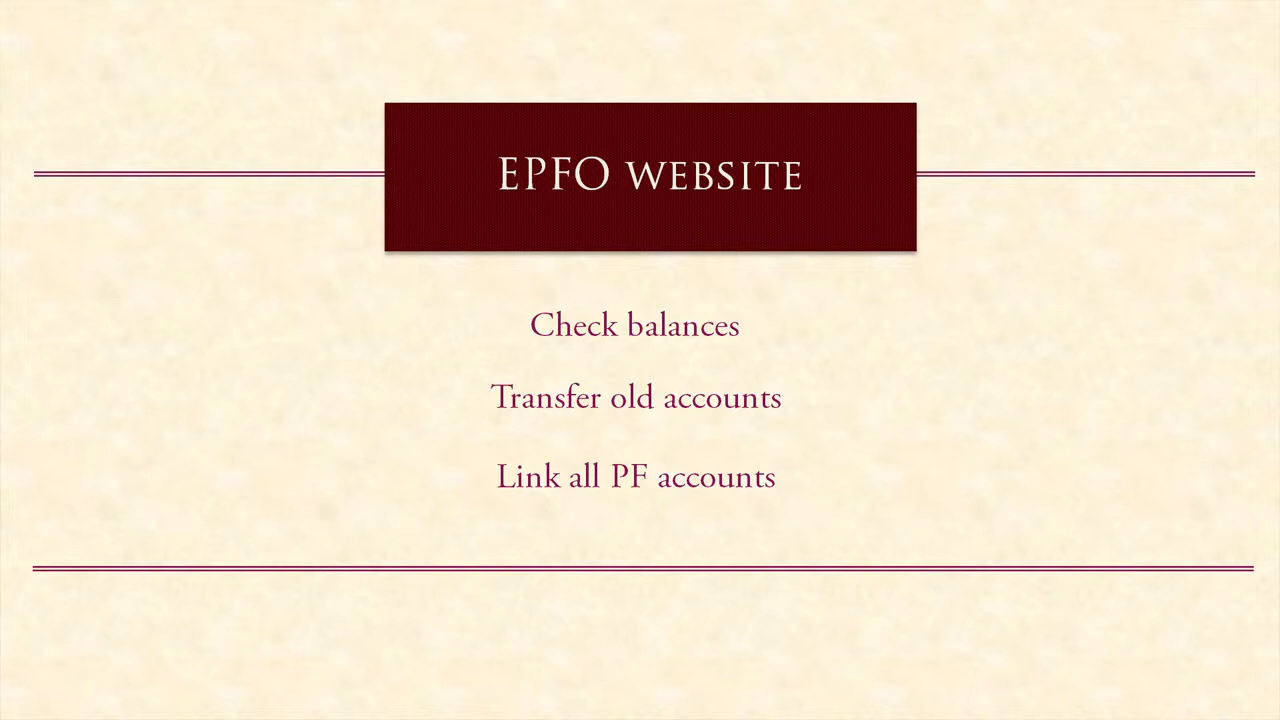 EPFO WEBSITE
Check balances
Transfer old accounts
Link all PF accounts